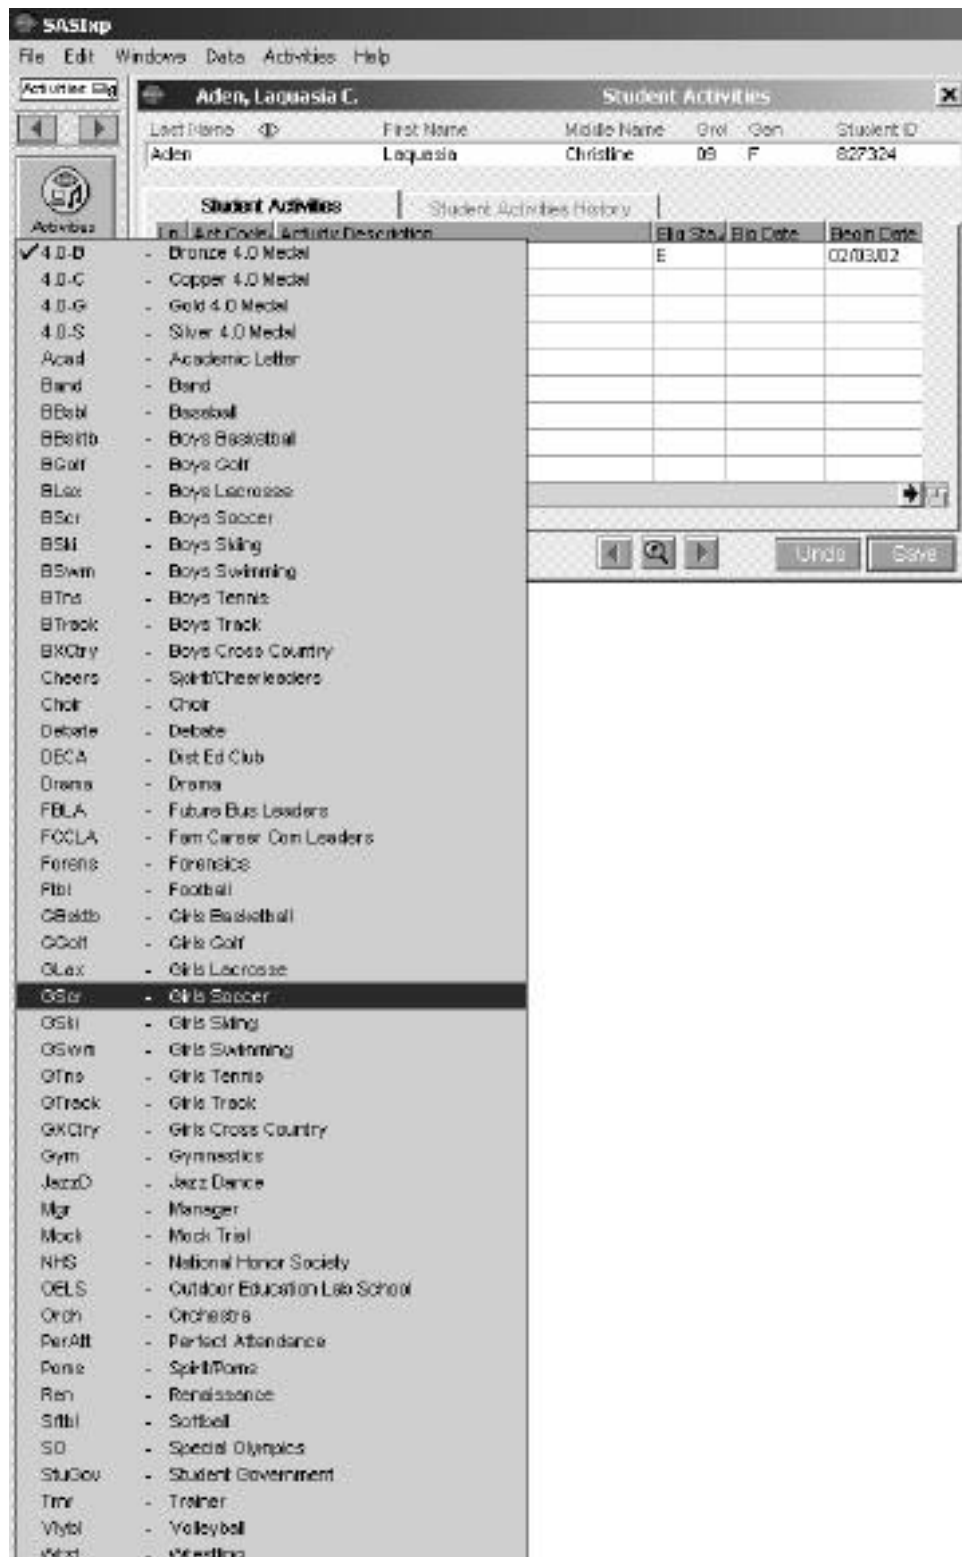 SASIxp
File Edit Windows Data Activities Help
Activities Elig
Aden, Laquasia C. Student Activities
Last Name First Name Middle Name Grd Gen Student ID
Aden Laquasia Christine 09 F 827324
Activities
Student Activities Student Activities History
Ln Act Code Activity Description Elig Sta Elig Date Begin Date
E 02/03/02
4.0-B - Bronze 4.0 Medal
4.0-C - Copper 4.0 Medal
4.0-G - Gold 4.0 Medal
4.0-S - Silver 4.0 Medal
Acad - Academic Letter
Band - Band
BBsbl - Baseball
BBsktb - Boys Basketball
BGolf - Boys Golf
BLax - Boys Lacrosse
BScr - Boys Soccer
BSki - Boys Skiing
Undo Save
BSwm - Boys Swimming
BTns - Boys Tennis
BTrack - Boys Track
BXCtry - Boys Cross Country
Cheers - Spirit/Cheerleaders
Choir - Choir
Debate - Debate
DECA - Dist Ed Club
Drama - Drama
FBLA - Future Bus Leaders
FCCLA - Fam Career Com Leaders
Forens - Forensics
Ftbl - Football
GBsktb - Girls Basketball
GGolf - Girls Golf
GLax - Girls Lacrosse
GScr - Girls Soccer
GSki - Girls Skiing
GSwm - Girls Swimming
GTns - Girls Tennis
GTrack - Girls Track
GXCtry - Girls Cross Country
Gym - Gymnastics
JazzD - Jazz Dance
Mgr - Manager
Mock - Mock Trial
NHS - National Honor Society
OELS - Outdoor Education Lab School
Orch - Orchestra
PerAtt - Perfect Attendance
Poms - Spirit/Poms
Ren - Renaissance
Sftbl - Softball
SO - Special Olympics
StuGov - Student Government
Trnr - Trainer
Vlybl - Volleyball
- Wrestling